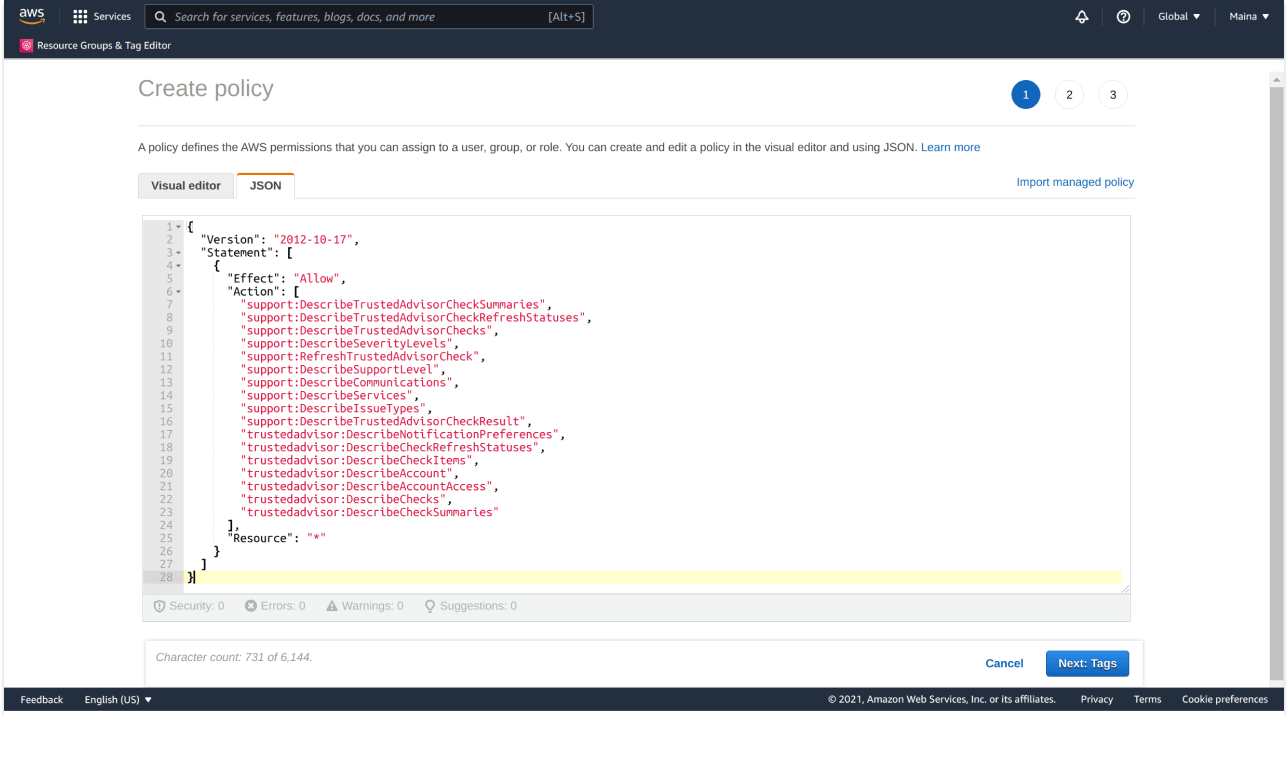 aws
Services
Search for services, features, blogs, docs, and more [Alt+S]
Global ▼
Maina ▼
Resource Groups & Tag Editor
Create policy
1 2 3
A policy defines the AWS permissions that you can assign to a user, group, or role. You can create and edit a policy in the visual editor and using JSON. Learn more
Visual editor JSON Import managed policy
1 {
2 "Version": "2012-10-17",
3 "Statement": [
4 {
5 "Effect": "Allow",
6 "Action": [
7 "support:DescribeTrustedAdvisorCheckSummaries",
8 "support:DescribeTrustedAdvisorCheckRefreshStatuses",
9 "support:DescribeTrustedAdvisorChecks",
10 "support:DescribeSeverityLevels",
11 "support:RefreshTrustedAdvisorCheck",
12 "support:DescribeSupportLevel",
13 "support:DescribeCommunications",
14 "support:DescribeServices",
15 "support:DescribeIssueTypes",
16 "support:DescribeTrustedAdvisorCheckResult",
17 "trustedadvisor:DescribeNotificationPreferences",
18 "trustedadvisor:DescribeCheckRefreshStatuses",
19 "trustedadvisor:DescribeCheckItems",
20 "trustedadvisor:DescribeAccount",
21 "trustedadvisor:DescribeAccountAccess",
22 "trustedadvisor:DescribeChecks",
23 "trustedadvisor:DescribeCheckSummaries"
24 ],
25 "Resource": "*"
26 }
27 ]
28 }
Security: 0 Errors: 0 Warnings: 0 Suggestions: 0
Character count: 731 of 6,144.
Cancel Next: Tags
Feedback English (US) ▼ © 2021, Amazon Web Services, Inc. or its affiliates. Privacy Terms Cookie preferences